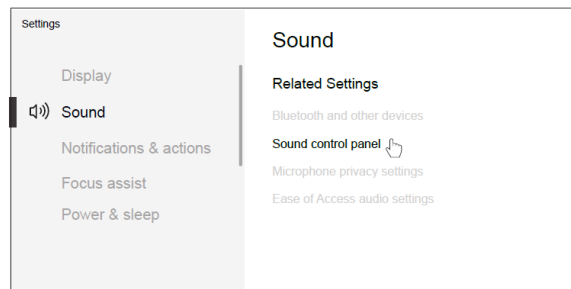 Settings
Display
Sound
Notifications & actions
Focus assist
Power & sleep
Sound
Related Settings
Bluetooth and other devices
Sound control panel
Microphone privacy settings
Ease of Access audio settings